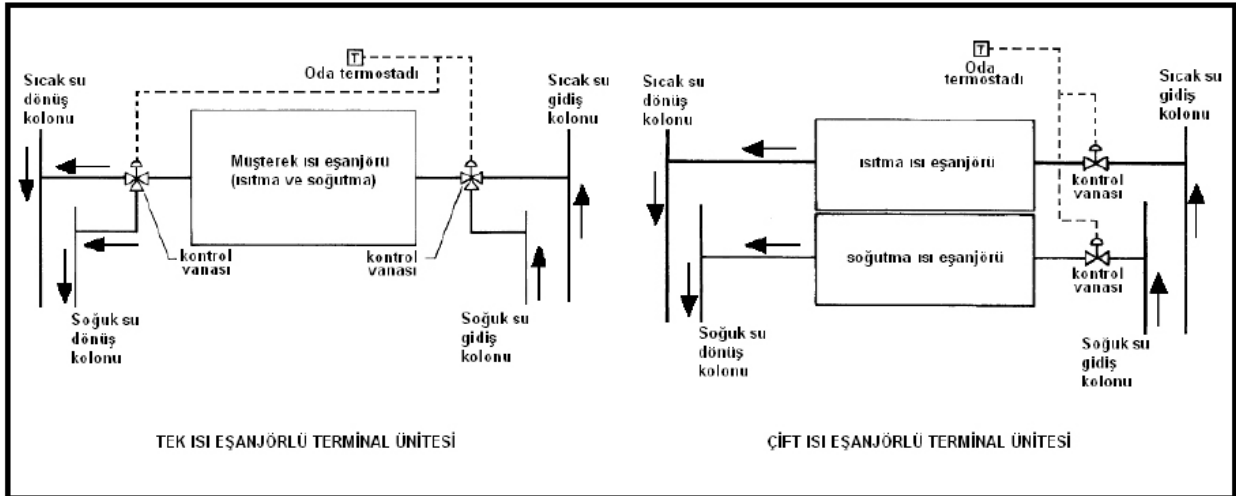 T
Oda termostadı
Sıcak su
dönüş
kolonu
Sıcak su
gidiş
kolonu
Müşterek ısı eşanjörü
(ısıtma ve soğutma)
kontrol
vanası
kontrol
vanası
Soğuk su
dönüş
kolonu
Soğuk su
gidiş
kolonu
TEK ISI EŞANJÖRLÜ TERMİNAL ÜNİTESİ
T
Oda
termostadı
Sıcak su
dönüş
kolonu
Sıcak su
gidiş
kolonu
ısıtma ısı eşanjörü
kontrol
vanası
soğutma ısı eşanjörü
kontrol
vanası
Soğuk su
dönüş
kolonu
Soğuk su
gidiş
kolonu
ÇİFT ISI EŞANJÖRLÜ TERMİNAL ÜNİTESİ